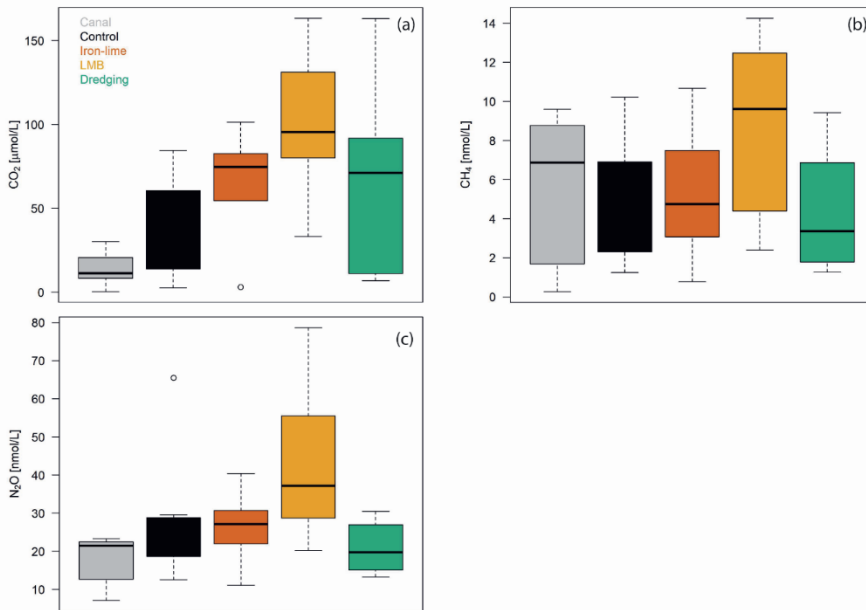 (a)
Canal
Control
Iron-lime
LMB
Dredging
CO₂ [µmol/L]
150
100
50
0
(b)
CH₄ [nmol/L]
14
12
10
8
6
4
2
0
(c)
N₂O [nmol/L]
80
70
60
50
40
30
20
10